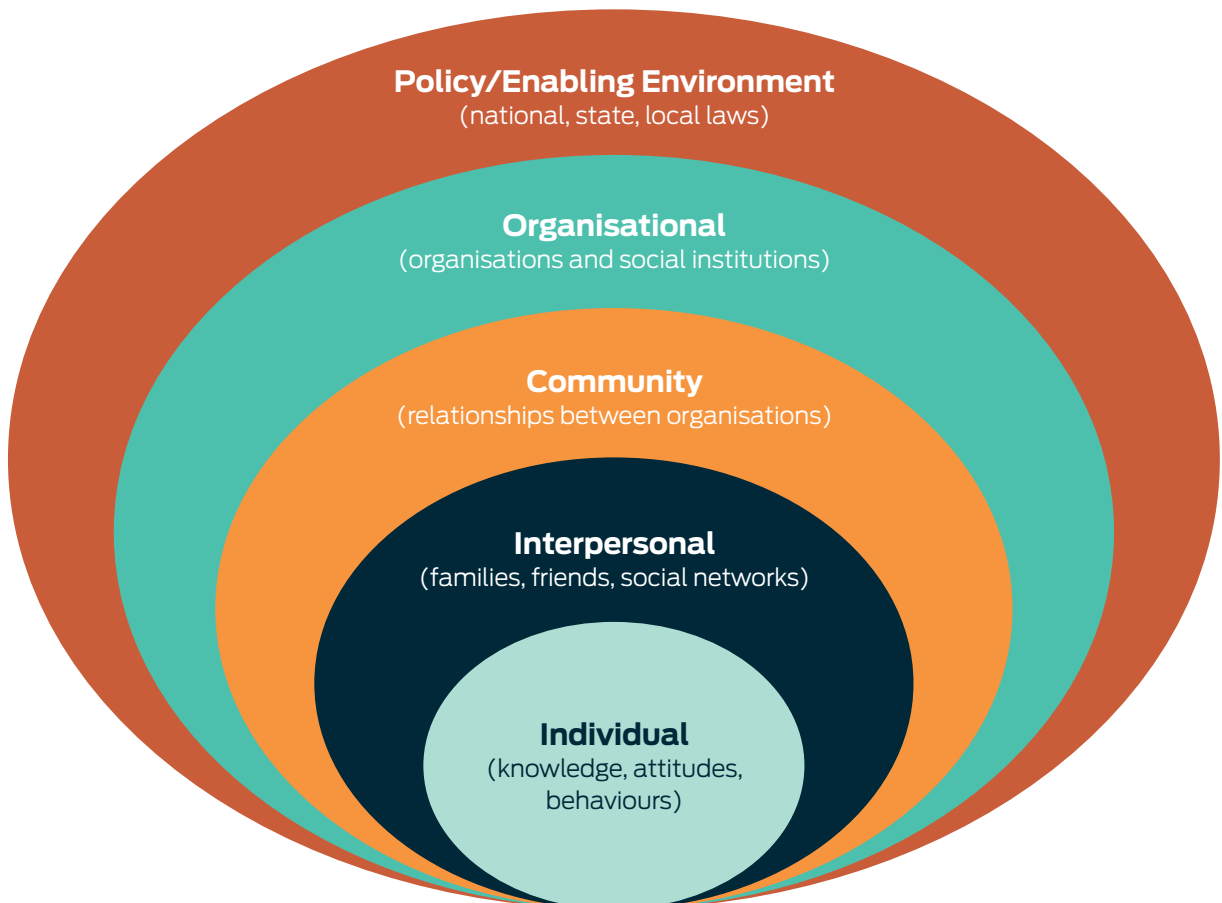 Policy/Enabling Environment
(national, state, local laws)
Organisational
(organisations and social institutions)
Community
(relationships between organisations)
Interpersonal
(families, friends, social networks)
Individual
(knowledge, attitudes,
behaviours)